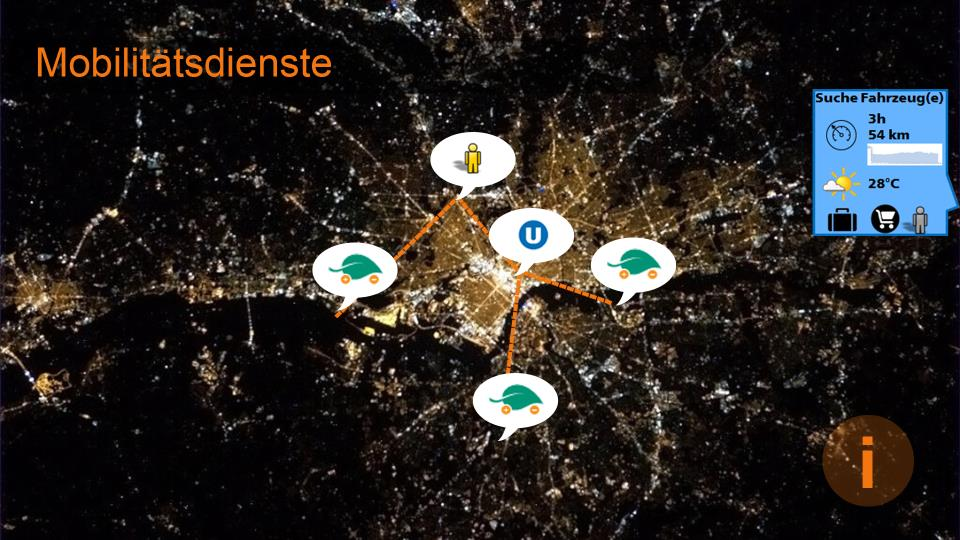 Mobilitätsdienste
Suche Fahrzeug(e)
3h
54 km
28°C
U
i